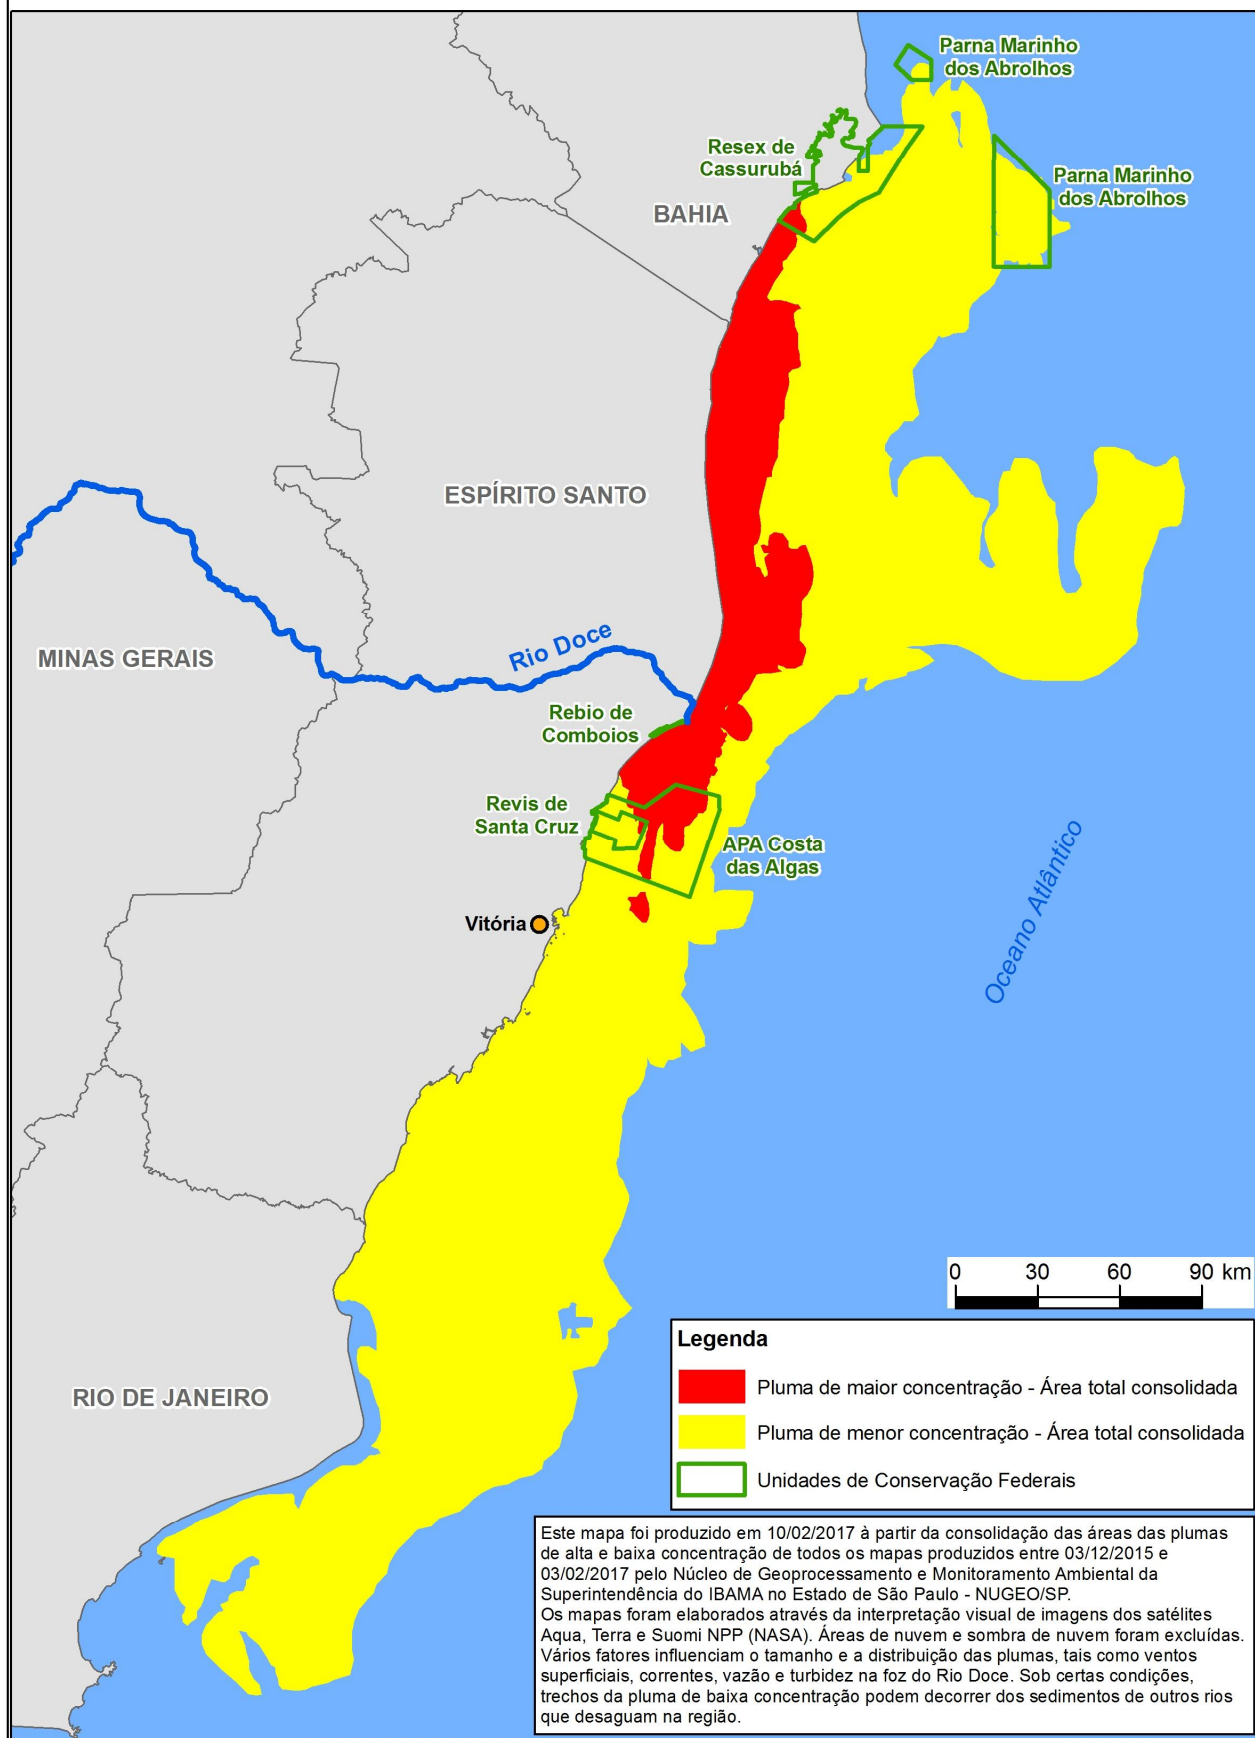 Parna Marinho
dos Abrolhos
Resex de
Cassurubá
Parna Marinho
dos Abrolhos
BAHIA
ESPÍRITO SANTO
MINAS GERAIS
Rio Doce
Rebio de
Comboios
Revis de
Santa Cruz
APA Costa
das Algas
Oceano Atlântico
Vitória
RIO DE JANEIRO
0 30 60 90 km
Legenda
Pluma de maior concentração - Área total consolidada
Pluma de menor concentração - Área total consolidada
Unidades de Conservação Federais
Este mapa foi produzido em 10/02/2017 à partir da consolidação das áreas das plumas
de alta e baixa concentração de todos os mapas produzidos entre 03/12/2015 e
03/02/2017 pelo Núcleo de Geoprocessamento e Monitoramento Ambiental da
Superintendência do IBAMA no Estado de São Paulo - NUGEO/SP.
Os mapas foram elaborados através da interpretação visual de imagens dos satélites
Aqua, Terra e Suomi NPP (NASA). Áreas de nuvem e sombra de nuvem foram excluídas.
Vários fatores influenciam o tamanho e a distribuição das plumas, tais como ventos
superficiais, correntes, vazão e turbidez na foz do Rio Doce. Sob certas condições,
trechos da pluma de baixa concentração podem decorrer dos sedimentos de outros rios
que desaguam na região.